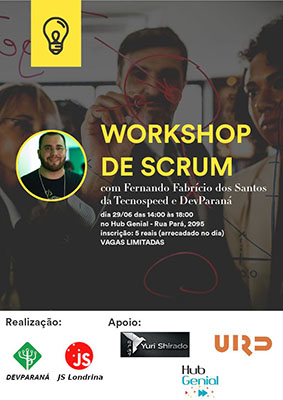 WORKSHOP
DE SCRUM
com Fernando Fabrício dos Santos
da Tecnospeed e DevParaná
dia 29/06 das 14:00 às 18:00
no Hub Genial - Rua Pará, 2095
inscrição: 5 reais (arrecadado no dia)
VAGAS LIMITADAS
Realização:
Apoio:
DEVPARANÁ
JS
JS Londrina
Yuri Shirado
Hub
Genial